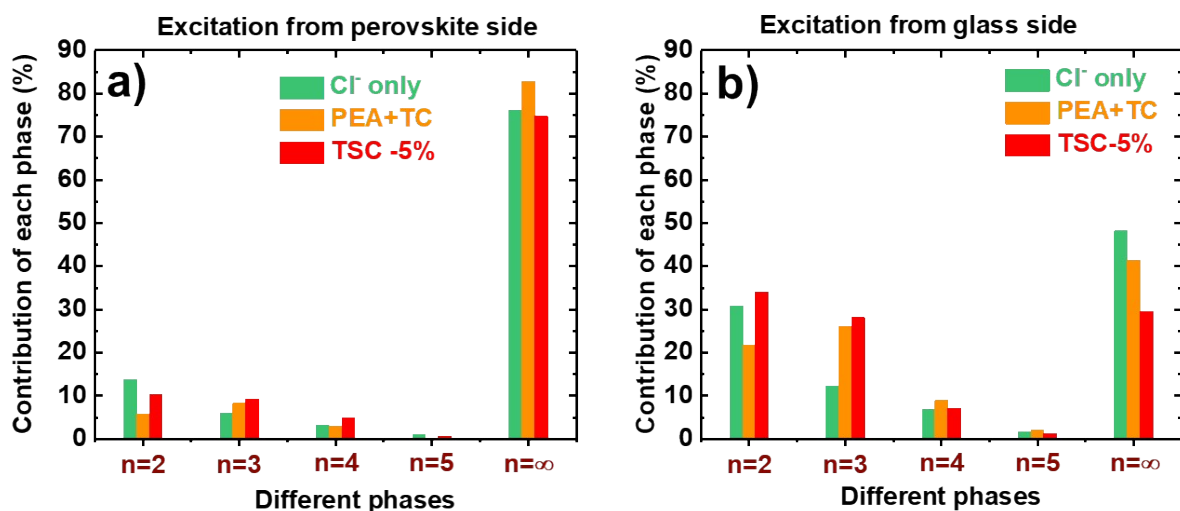 Excitation from perovskite side
a)
Cl⁻ only
PEA+TC
TSC -5%
Contribution of each phase (%)
90
80
70
60
50
40
30
20
10
0
n=2 n=3 n=4 n=5 n=∞
Different phases
Excitation from glass side
b)
Cl⁻ only
PEA+TC
TSC-5%
Contribution of each phase (%)
90
80
70
60
50
40
30
20
10
0
n=2 n=3 n=4 n=5 n=∞
Different phases